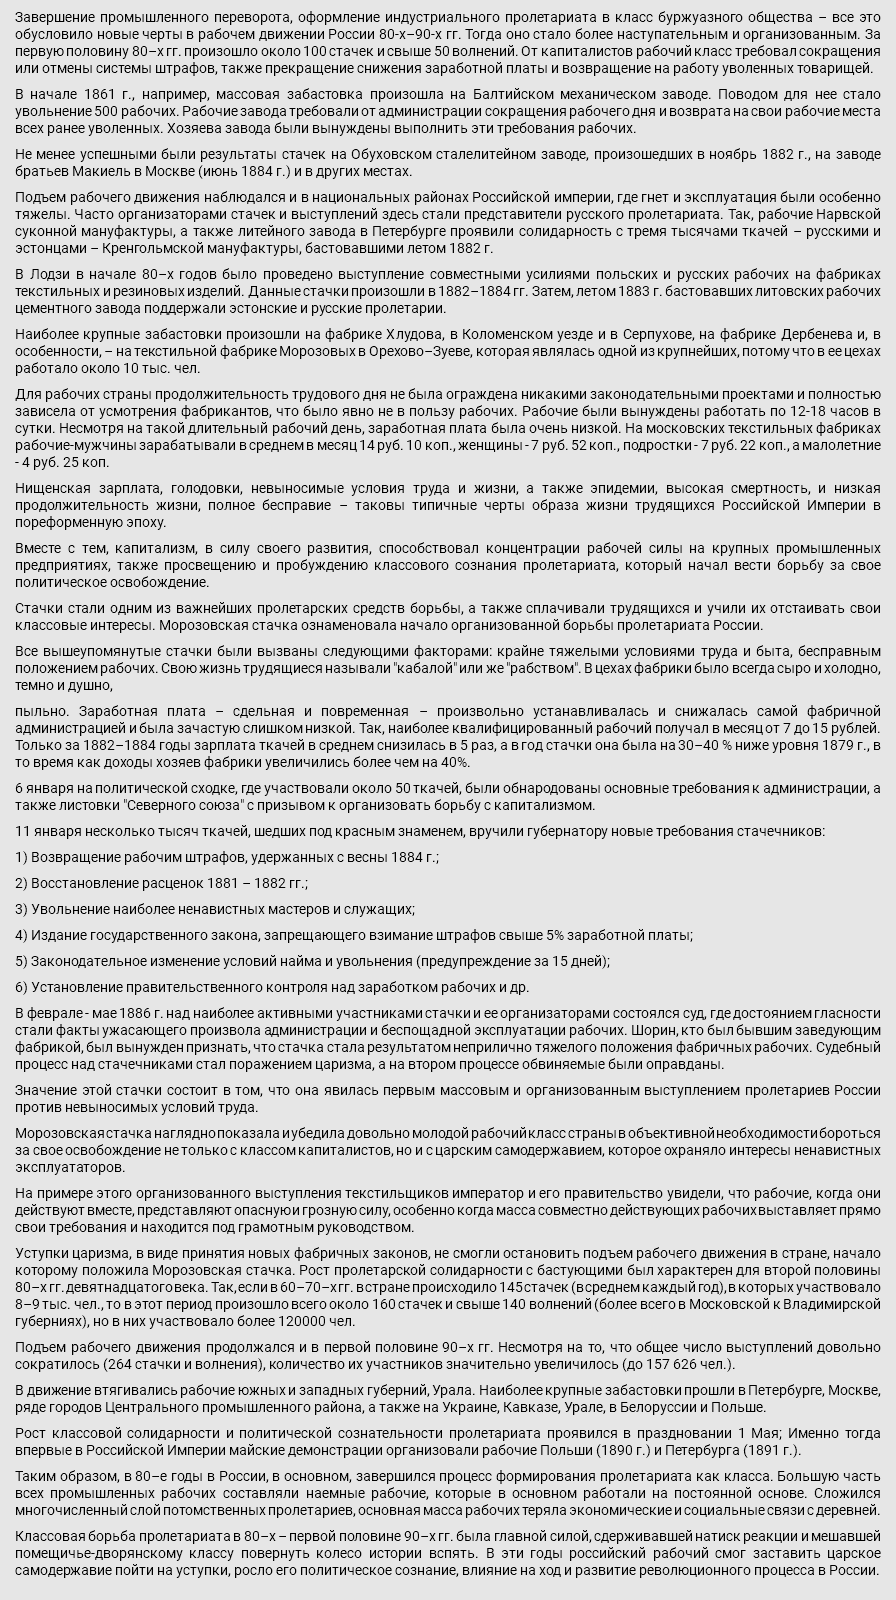 Завершение промышленного переворота, оформление индустриального пролетариата в класс буржуазного общества – все это
обусловило новые черты в рабочем движении России 80-х–90-х гг. Тогда оно стало более наступательным и организованным. За
первую половину 80–х гг. произошло около 100 стачек и свыше 50 волнений. От капиталистов рабочий класс требовал сокращения
или отмены системы штрафов, также прекращение снижения заработной платы и возвращение на работу уволенных товарищей.
В начале 1861 г., например, массовая забастовка произошла на Балтийском механическом заводе. Поводом для нее стало
увольнение 500 рабочих. Рабочие завода требовали от администрации сокращения рабочего дня и возврата на свои рабочие места
всех ранее уволенных. Хозяева завода были вынуждены выполнить эти требования рабочих.
Не менее успешными были результаты стачек на Обуховском сталелитейном заводе, произошедших в ноябрь 1882 г., на заводе
братьев Макиель в Москве (июнь 1884 г.) и в других местах.
Подъем рабочего движения наблюдался и в национальных районах Российской империи, где гнет и эксплуатация были особенно
тяжелы. Часто организаторами стачек и выступлений здесь стали представители русского пролетариата. Так, рабочие Нарвской
суконной мануфактуры, а также литейного завода в Петербурге проявили солидарность с тремя тысячами ткачей – русскими и
эстонцами – Кренгольмской мануфактуры, бастовавшими летом 1882 г.
В Лодзи в начале 80–х годов было проведено выступление совместными усилиями польских и русских рабочих на фабриках
текстильных и резиновых изделий. Данные стачки произошли в 1882–1884 гг. Затем, летом 1883 г. бастовавших литовских рабочих
цементного завода поддержали эстонские и русские пролетарии.
Наиболее крупные забастовки произошли на фабрике Хлудова, в Коломенском уезде и в Серпухове, на фабрике Дербенева и, в
особенности, – на текстильной фабрике Морозовых в Орехово–Зуеве, которая являлась одной из крупнейших, потому что в ее цехах
работало около 10 тыс. чел.
Для рабочих страны продолжительность трудового дня не была ограждена никакими законодательными проектами и полностью
зависела от усмотрения фабрикантов, что было явно не в пользу рабочих. Рабочие были вынуждены работать по 12-18 часов в
сутки. Несмотря на такой длительный рабочий день, заработная плата была очень низкой. На московских текстильных фабриках
рабочие-мужчины зарабатывали в среднем в месяц 14 руб. 10 коп., женщины - 7 руб. 52 коп., подростки - 7 руб. 22 коп., а малолетние
- 4 руб. 25 коп.
Нищенская зарплата, голодовки, невыносимые условия труда и жизни, а также эпидемии, высокая смертность, и низкая
продолжительность жизни, полное бесправие – таковы типичные черты образа жизни трудящихся Российской Империи в
пореформенную эпоху.
Вместе с тем, капитализм, в силу своего развития, способствовал концентрации рабочей силы на крупных промышленных
предприятиях, также просвещению и пробуждению классового сознания пролетариата, который начал вести борьбу за свое
политическое освобождение.
Стачки стали одним из важнейших пролетарских средств борьбы, а также сплачивали трудящихся и учили их отстаивать свои
классовые интересы. Морозовская стачка ознаменовала начало организованной борьбы пролетариата России.
Все вышеупомянутые стачки были вызваны следующими факторами: крайне тяжелыми условиями труда и быта, бесправным
положением рабочих. Свою жизнь трудящиеся называли "кабалой" или же "рабством". В цехах фабрики было всегда сыро и холодно,
темно и душно,
пыльно. Заработная плата – сдельная и повременная – произвольно устанавливалась и снижалась самой фабричной
администрацией и была зачастую слишком низкой. Так, наиболее квалифицированный рабочий получал в месяц от 7 до 15 рублей.
Только за 1882–1884 годы зарплата ткачей в среднем снизилась в 5 раз, а в год стачки она была на 30–40 % ниже уровня 1879 г., в
то время как доходы хозяев фабрики увеличились более чем на 40%.
6 января на политической сходке, где участвовали около 50 ткачей, были обнародованы основные требования к администрации, а
также листовки "Северного союза" с призывом к организовать борьбу с капитализмом.
11 января несколько тысяч ткачей, шедших под красным знаменем, вручили губернатору новые требования стачечников:
1) Возвращение рабочим штрафов, удержанных с весны 1884 г.;
2) Восстановление расценок 1881 – 1882 гг.;
3) Увольнение наиболее ненавистных мастеров и служащих;
4) Издание государственного закона, запрещающего взимание штрафов свыше 5% заработной платы;
5) Законодательное изменение условий найма и увольнения (предупреждение за 15 дней);
6) Установление правительственного контроля над заработком рабочих и др.
В феврале - мае 1886 г. над наиболее активными участниками стачки и ее организаторами состоялся суд, где достоянием гласности
стали факты ужасающего произвола администрации и беспощадной эксплуатации рабочих. Шорин, кто был бывшим заведующим
фабрикой, был вынужден признать, что стачка стала результатом неприлично тяжелого положения фабричных рабочих. Судебный
процесс над стачечниками стал поражением царизма, а на втором процессе обвиняемые были оправданы.
Значение этой стачки состоит в том, что она явилась первым массовым и организованным выступлением пролетариев России
против невыносимых условий труда.
Морозовская стачка наглядно показала и убедила довольно молодой рабочий класс страны в объективной необходимости бороться
за свое освобождение не только с классом капиталистов, но и с царским самодержавием, которое охраняло интересы ненавистных
эксплуататоров.
На примере этого организованного выступления текстильщиков император и его правительство увидели, что рабочие, когда они
действуют вместе, представляют опасную и грозную силу, особенно когда масса совместно действующих рабочих выставляет прямо
свои требования и находится под грамотным руководством.
Уступки царизма, в виде принятия новых фабричных законов, не смогли остановить подъем рабочего движения в стране, начало
которому положила Морозовская стачка. Рост пролетарской солидарности с бастующими был характерен для второй половины
80–х гг. девятнадцатого века. Так, если в 60–70–х гг. в стране происходило 145 стачек (в среднем каждый год), в которых участвовало
8–9 тыс. чел., то в этот период произошло всего около 160 стачек и свыше 140 волнений (более всего в Московской к Владимирской
губерниях), но в них участвовало более 120000 чел.
Подъем рабочего движения продолжался и в первой половине 90–х гг. Несмотря на то, что общее число выступлений довольно
сократилось (264 стачки и волнения), количество их участников значительно увеличилось (до 157 626 чел.).
В движение втягивались рабочие южных и западных губерний, Урала. Наиболее крупные забастовки прошли в Петербурге, Москве,
ряде городов Центрального промышленного района, а также на Украине, Кавказе, Урале, в Белоруссии и Польше.
Рост классовой солидарности и политической сознательности пролетариата проявился в праздновании 1 Мая; Именно тогда
впервые в Российской Империи майские демонстрации организовали рабочие Польши (1890 г.) и Петербурга (1891 г.).
Таким образом, в 80–е годы в России, в основном, завершился процесс формирования пролетариата как класса. Большую часть
всех промышленных рабочих составляли наемные рабочие, которые в основном работали на постоянной основе. Сложился
многочисленный слой потомственных пролетариев, основная масса рабочих теряла экономические и социальные связи с деревней.
Классовая борьба пролетариата в 80–х – первой половине 90–х гг. была главной силой, сдерживавшей натиск реакции и мешавшей
помещичье-дворянскому классу повернуть колесо истории вспять. В эти годы российский рабочий смог заставить царское
самодержавие пойти на уступки, росло его политическое сознание, влияние на ход и развитие революционного процесса в России.